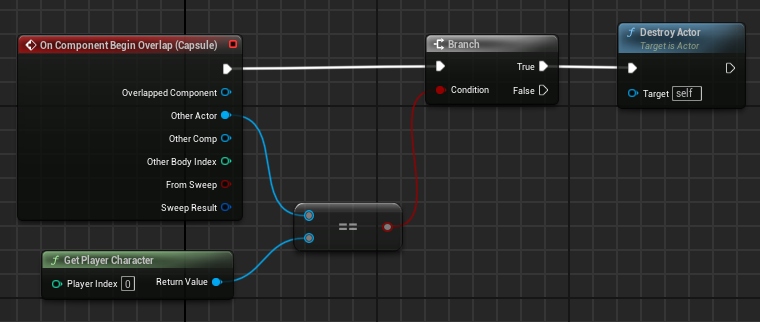 On Component Begin Overlap (Capsule)
Overlapped Component
Other Actor
Other Comp
Other Body Index
From Sweep
Sweep Result
Get Player Character
Player Index 0 Return Value
==
Branch
True
Condition False
Destroy Actor
Target is Actor
Target self